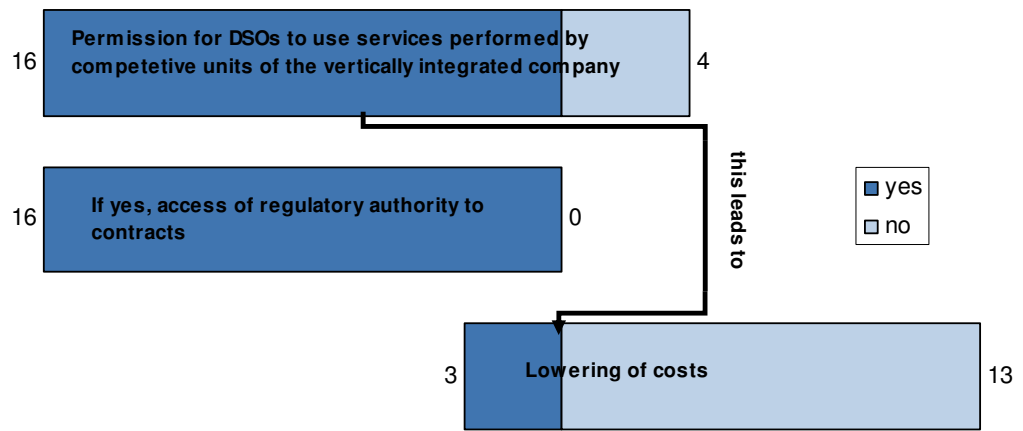 Permission for DSOs to use services performed by
16
4
competetive units of the vertically integrated company
this leads to
yes
no
If yes, access of regulatory authority to
16
0
contracts
3
Lowering of costs
13